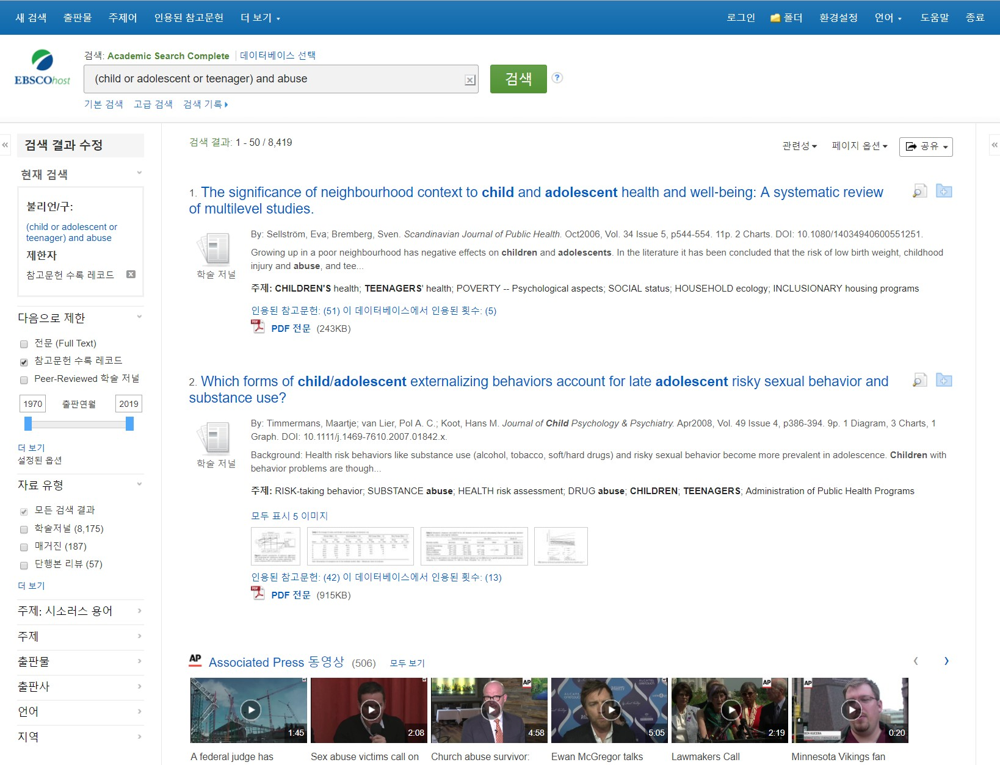 새 검색 출판물 주제어 인용된 참고문헌 더 보기 로그인 폴더 환경설정 언어 도움말 종료
EBSCOhost
검색: Academic Search Complete 데이터베이스 선택
(child or adolescent or teenager) and abuse
검색
?
기본 검색 고급 검색 검색 기록
검색 결과 수정
현재 검색
불리언/구:
(child or adolescent or
teenager) and abuse
제한자
참고문헌 수록 레코드
다음으로 제한
전문 (Full Text)
참고문헌 수록 레코드
Peer-Reviewed 학술 저널
1970 출판연월 2019
더 보기
설정된 옵션
자료 유형
모든 검색 결과
학술저널 (8,175)
매거진 (187)
단행본 리뷰 (57)
더 보기
주제: 시소러스 용어
주제
출판물
출판사
언어
지역
검색 결과: 1 - 50 / 8,419
관련성 페이지 옵션 공유
1. The significance of neighbourhood context to child and adolescent health and well-being: A systematic review
of multilevel studies.
학술 저널
By: Sellström, Eva; Bremberg, Sven. Scandinavian Journal of Public Health. Oct2006, Vol. 34 Issue 5, p544-554. 11p. 2 Charts. DOI: 10.1080/14034940600551251.
Growing up in a poor neighbourhood has negative effects on children and adolescents. In the literature it has been concluded that the risk of low birth weight, childhood
injury and abuse, and tee...
주제: CHILDREN'S health; TEENAGERS' health; POVERTY -- Psychological aspects; SOCIAL status; HOUSEHOLD ecology; INCLUSIONARY housing programs
인용된 참고문헌: (51) 이 데이터베이스에서 인용된 횟수: (5)
PDF 전문 (243KB)
2. Which forms of child/adolescent externalizing behaviors account for late adolescent risky sexual behavior and
substance use?
학술 저널
By: Timmermans, Maartje; van Lier, Pol A. C.; Koot, Hans M. Journal of Child Psychology & Psychiatry. Apr2008, Vol. 49 Issue 4, p386-394. 9p. 1 Diagram, 3 Charts, 1
Graph. DOI: 10.1111/j.1469-7610.2007.01842.x.
Background: Health risk behaviors like substance use (alcohol, tobacco, soft/hard drugs) and risky sexual behavior become more prevalent in adolescence. Children with
behavior problems are though...
주제: RISK-taking behavior; SUBSTANCE abuse; HEALTH risk assessment; DRUG abuse; CHILDREN; TEENAGERS; Administration of Public Health Programs
모두 표시 5 이미지
인용된 참고문헌: (42) 이 데이터베이스에서 인용된 횟수: (13)
PDF 전문 (915KB)
AP Associated Press 동영상 (506) 모두 보기
1:45 2:08 4:58 5:05 2:19 0:20
A federal judge has Sex abuse victims call on Church abuse survivor: Ewan McGregor talks Lawmakers Call Minnesota Vikings fan